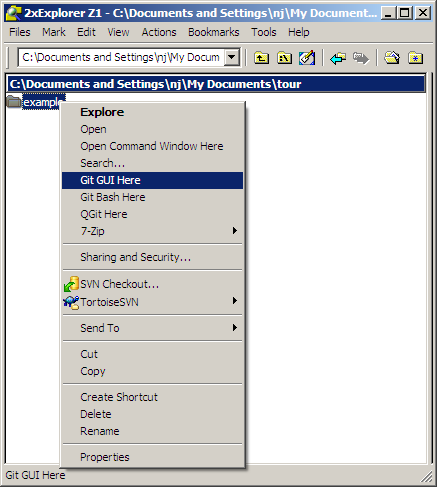 2xExplorer Z1 - C:\Documents and Settings\nj\My Document...
Files Mark Edit View Actions Bookmarks Tools Help
C:\Documents and Settings\nj\My Docum
C:\Documents and Settings\nj\My Documents\tour
example
Explore
Open
Open Command Window Here
Search...
Git GUI Here
Git Bash Here
QGit Here
7-Zip
Sharing and Security...
SVN Checkout...
TortoiseSVN
Send To
Cut
Copy
Create Shortcut
Delete
Rename
Properties
Git GUI Here